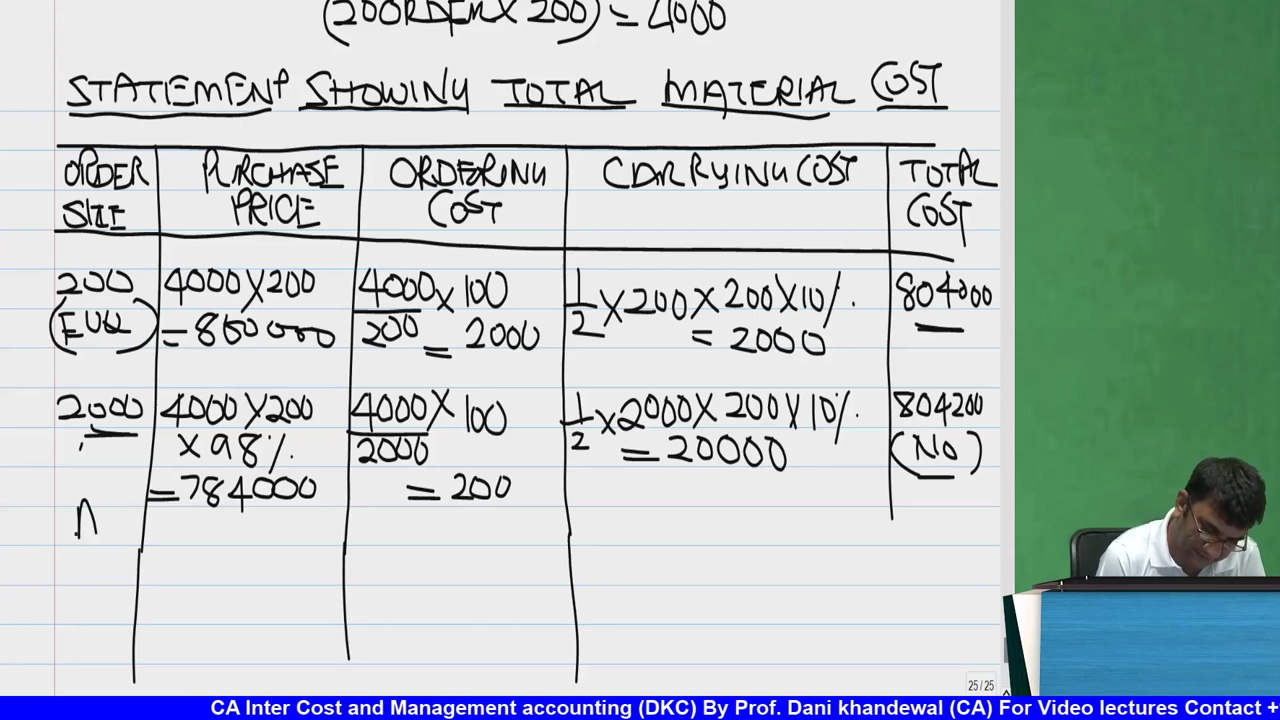 (20 ORDER X 200) = 4000
STATEMENT SHOWING TOTAL MATERIAL COST
ORDER SIZE PURCHASE PRICE ORDERING COST CARRYING COST TOTAL COST
200 (EOQ) 4000 X 200 = 800000 4000/200 X 100 = 2000 1/2 X 200 X 200 X 10% = 2000 804000
2000 4000 X 200 X 98% = 784000 4000/2000 X 100 = 200 1/2 X 2000 X 200 X 10% = 20000 804200 (NO)
25/25
CA Inter Cost and Management accounting (DKC) By Prof. Dani khandewal (CA) For Video lectures Contact +